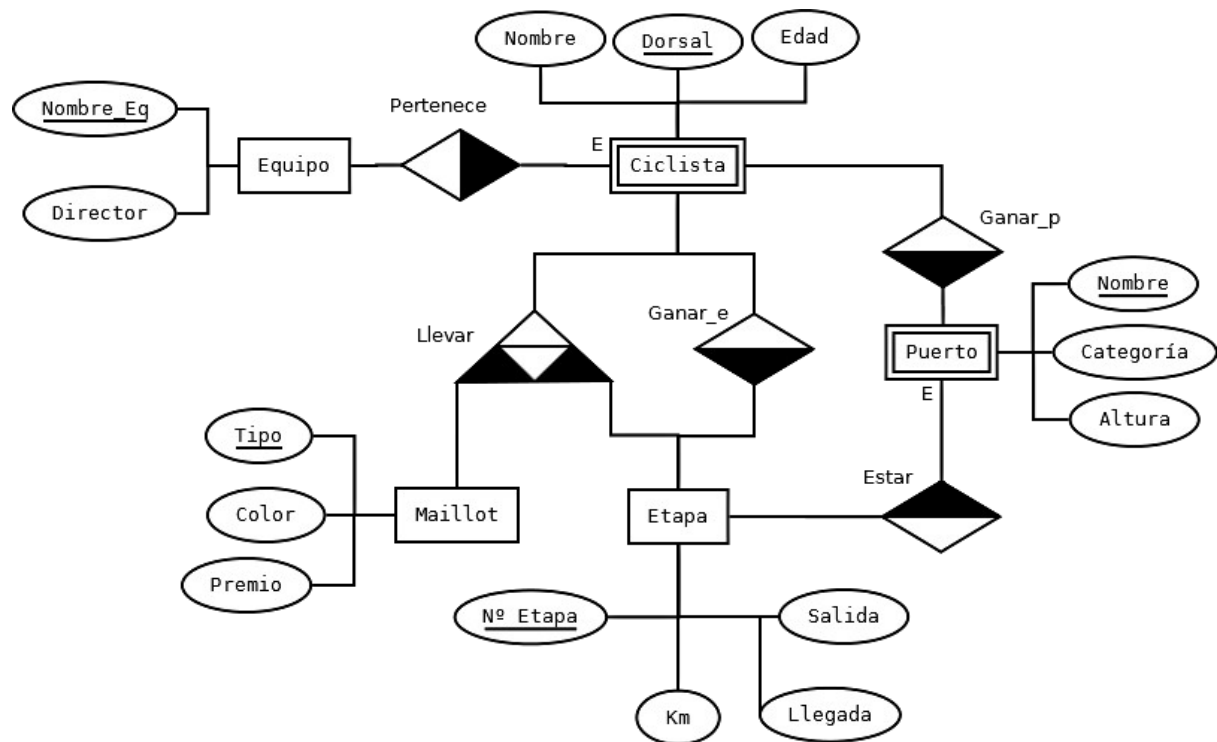 Nombre
Dorsal
Edad
Nombre_Eq
Pertenece
E
Equipo
Ciclista
Director
Ganar_p
Nombre
Llevar
Ganar_e
Puerto
Categoría
E
Altura
Tipo
Estar
Color
Maillot
Etapa
Premio
Nº Etapa
Salida
Km
Llegada